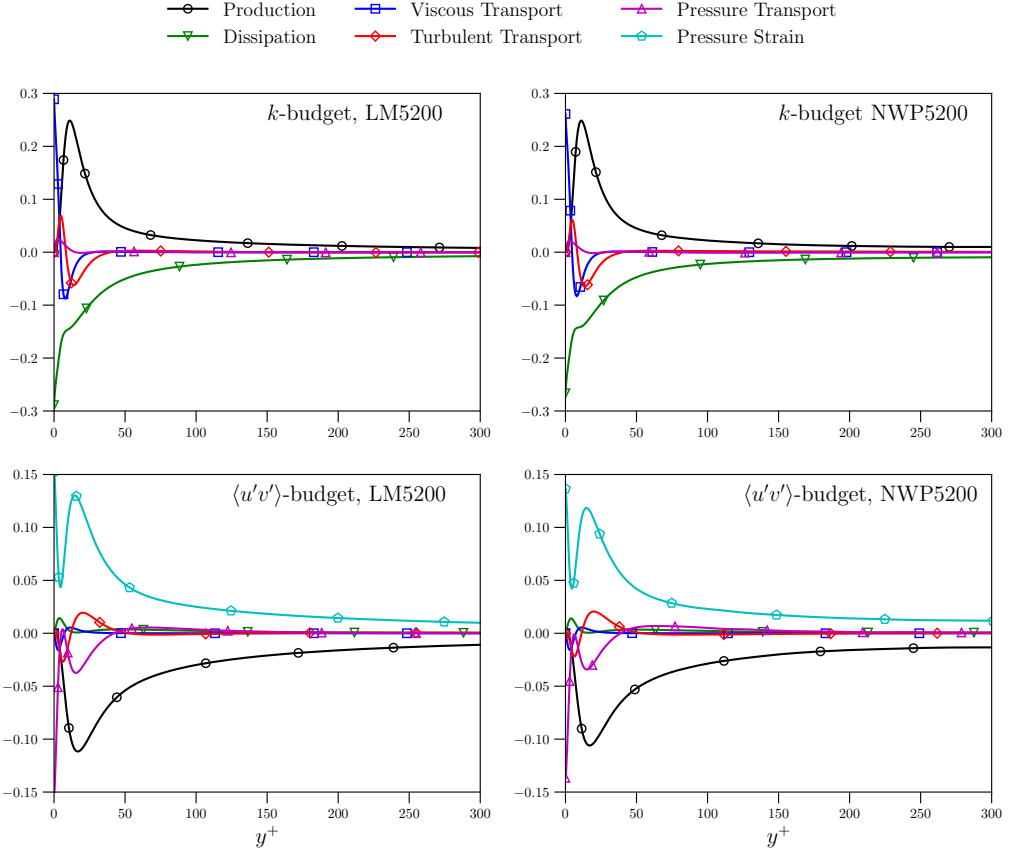 Production Viscous Transport Pressure Transport
Dissipation Turbulent Transport Pressure Strain
k-budget, LM5200
0.3
0.2
0.1
0.0
−0.1
−0.2
−0.3
0 50 100 150 200 250 300
k-budget NWP5200
0.3
0.2
0.1
0.0
−0.1
−0.2
−0.3
0 50 100 150 200 250 300
⟨u′v′⟩-budget, LM5200
0.15
0.10
0.05
0.00
−0.05
−0.10
−0.15
0 50 100 150 200 250 300
y⁺
⟨u′v′⟩-budget, NWP5200
0.15
0.10
0.05
0.00
−0.05
−0.10
−0.15
0 50 100 150 200 250 300
y⁺